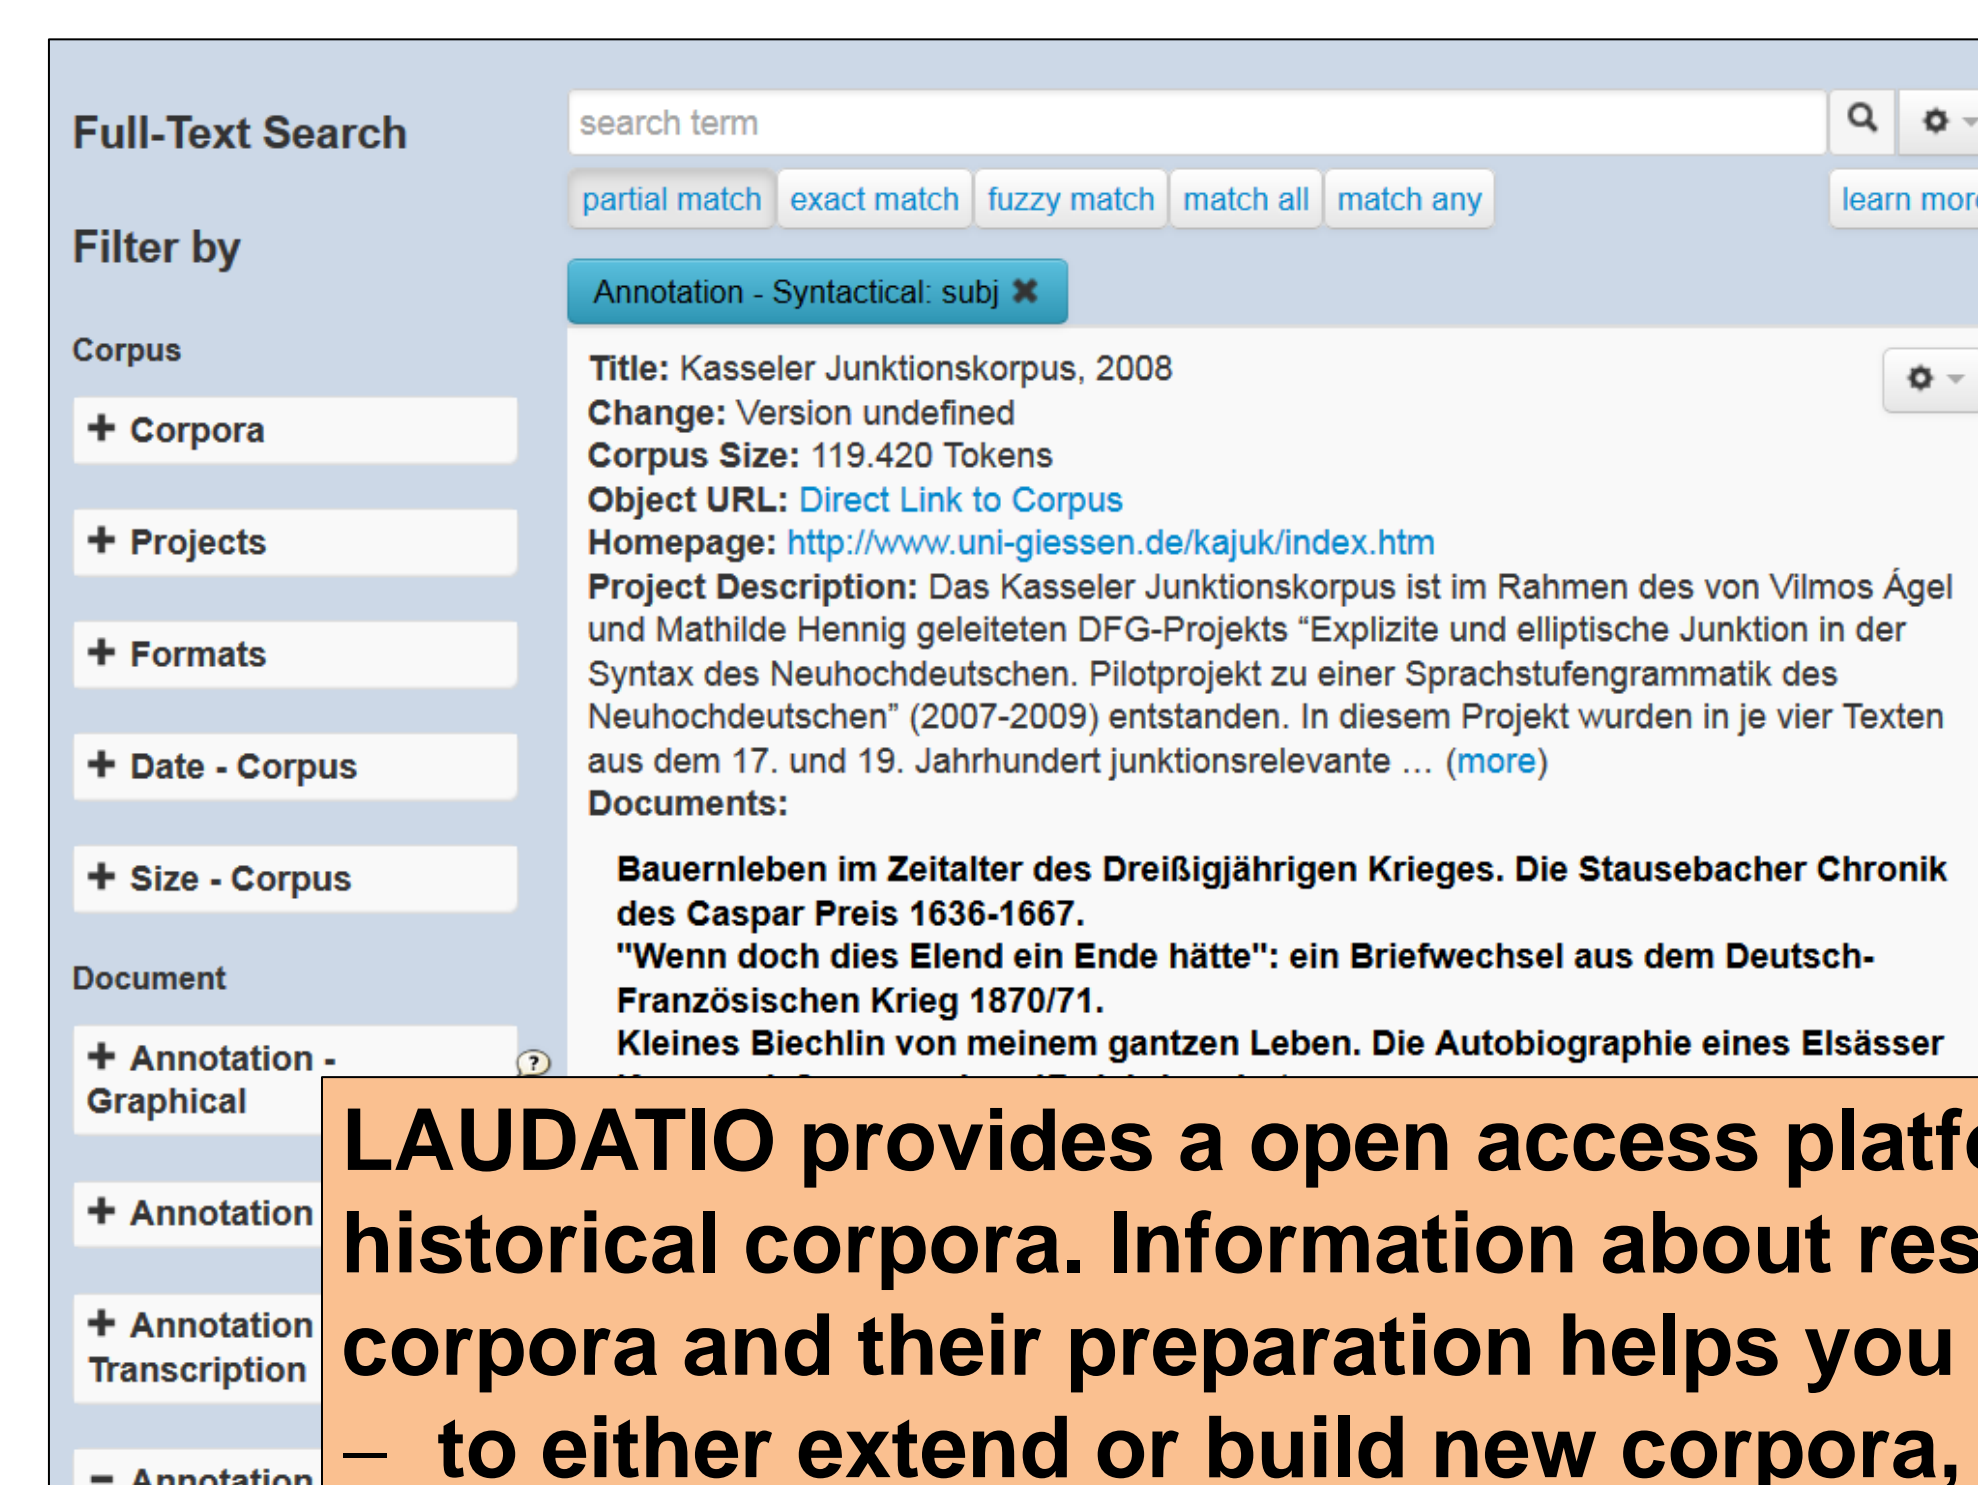 Full-Text Search
search term
partial match exact match fuzzy match match all match any
learn more
Filter by
Annotation - Syntactical: subj
Corpus
Corpora
Projects
Formats
Date - Corpus
Size - Corpus
Document
Annotation -
Graphical
Annotation
Annotation
Transcription
Annotation
Title: Kasseler Junktionskorpus, 2008
Change: Version undefined
Corpus Size: 119.420 Tokens
Object URL: Direct Link to Corpus
Homepage: http://www.uni-giessen.de/kajuk/index.htm
Project Description: Das Kasseler Junktionskorpus ist im Rahmen des von Vilmos Ágel
und Mathilde Hennig geleiteten DFG-Projekts “Explizite und elliptische Junktion in der
Syntax des Neuhochdeutschen. Pilotprojekt zu einer Sprachstufengrammatik des
Neuhochdeutschen” (2007-2009) entstanden. In diesem Projekt wurden in je vier Texten
aus dem 17. und 19. Jahrhundert junktionsrelevante ... (more)
Documents:
Bauernleben im Zeitalter des Dreißigjährigen Krieges. Die Stausebacher Chronik
des Caspar Preis 1636-1667.
"Wenn doch dies Elend ein Ende hätte": ein Briefwechsel aus dem Deutsch-
Französischen Krieg 1870/71.
Kleines Biechlin von meinem gantzen Leben. Die Autobiographie eines Elsässer
LAUDATIO provides a open access
historical corpora. Information about
corpora and their preparation helps you
– to either extend or build new corpora,